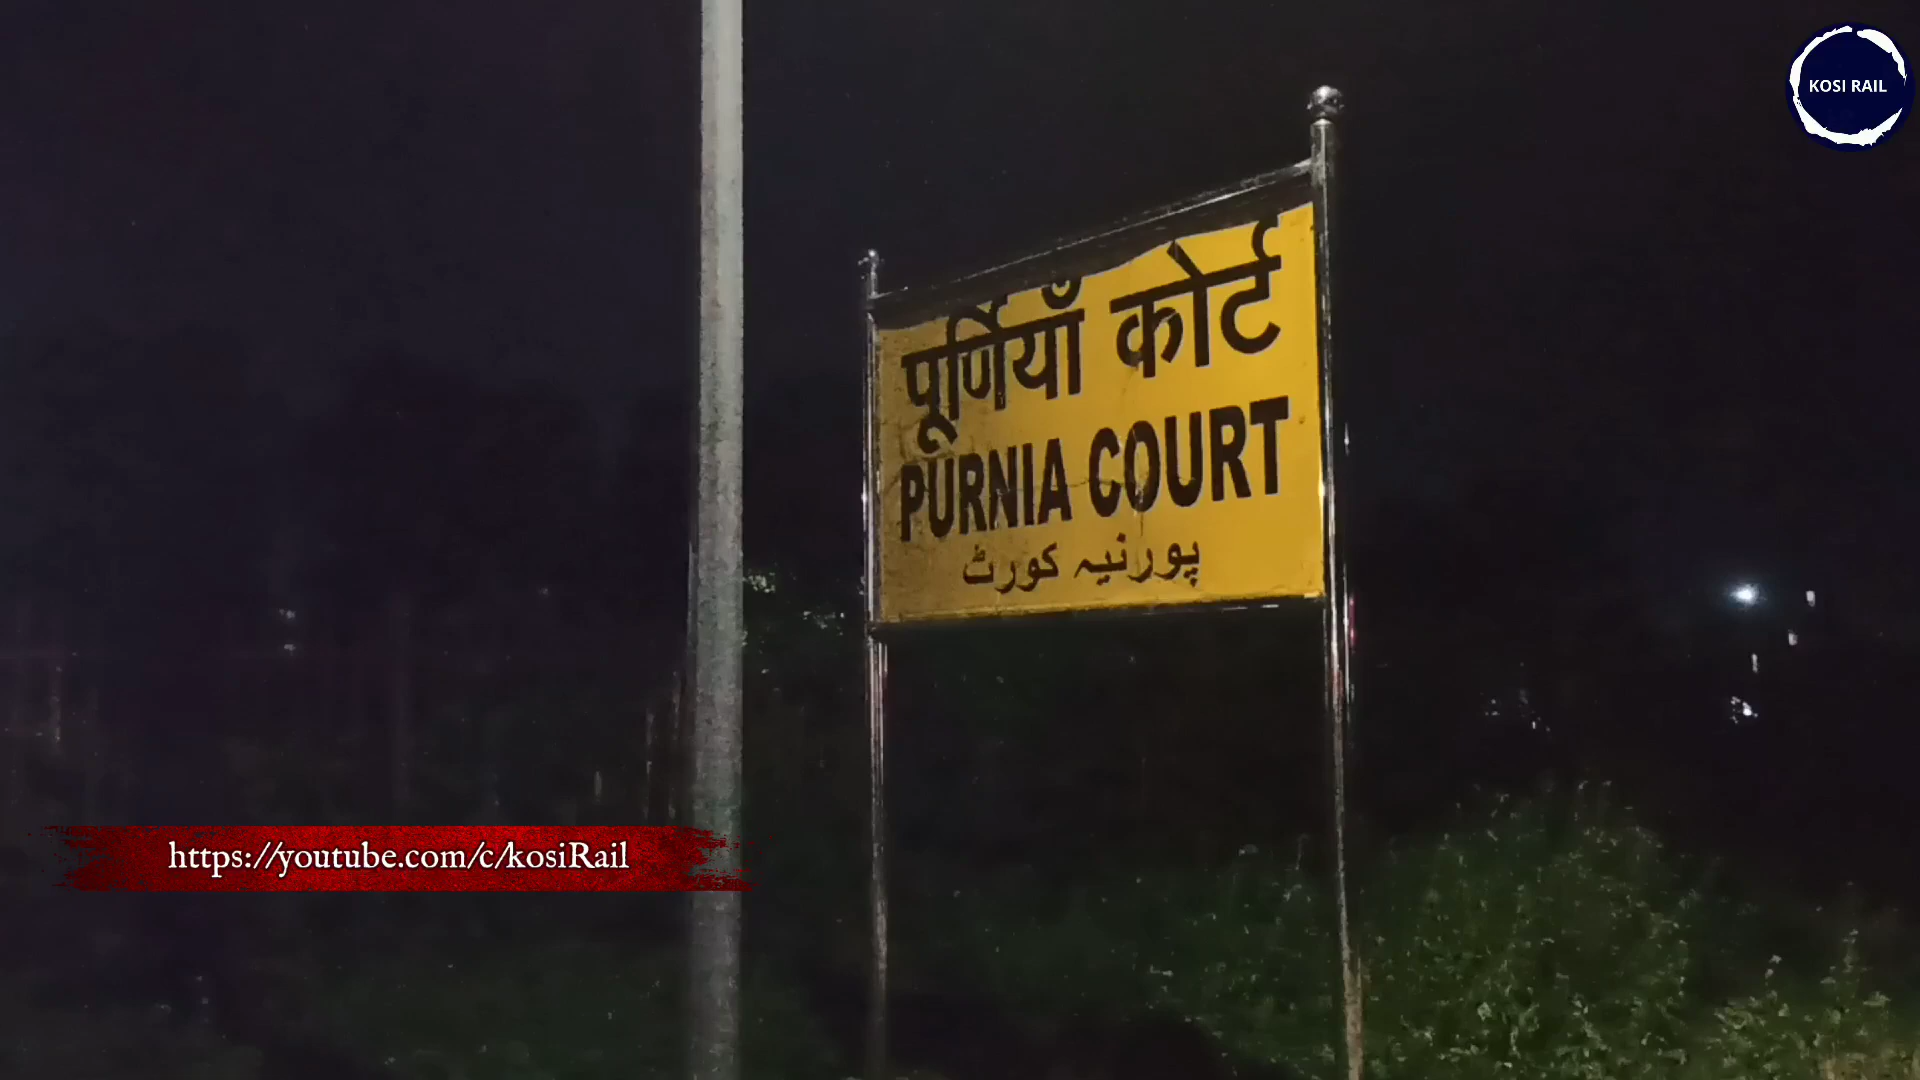 KOSI RAIL
पूर्णियाँ कोर्ट
PURNIA COURT
پورنیہ کورٹ
https://youtube.com/c/kosiRail